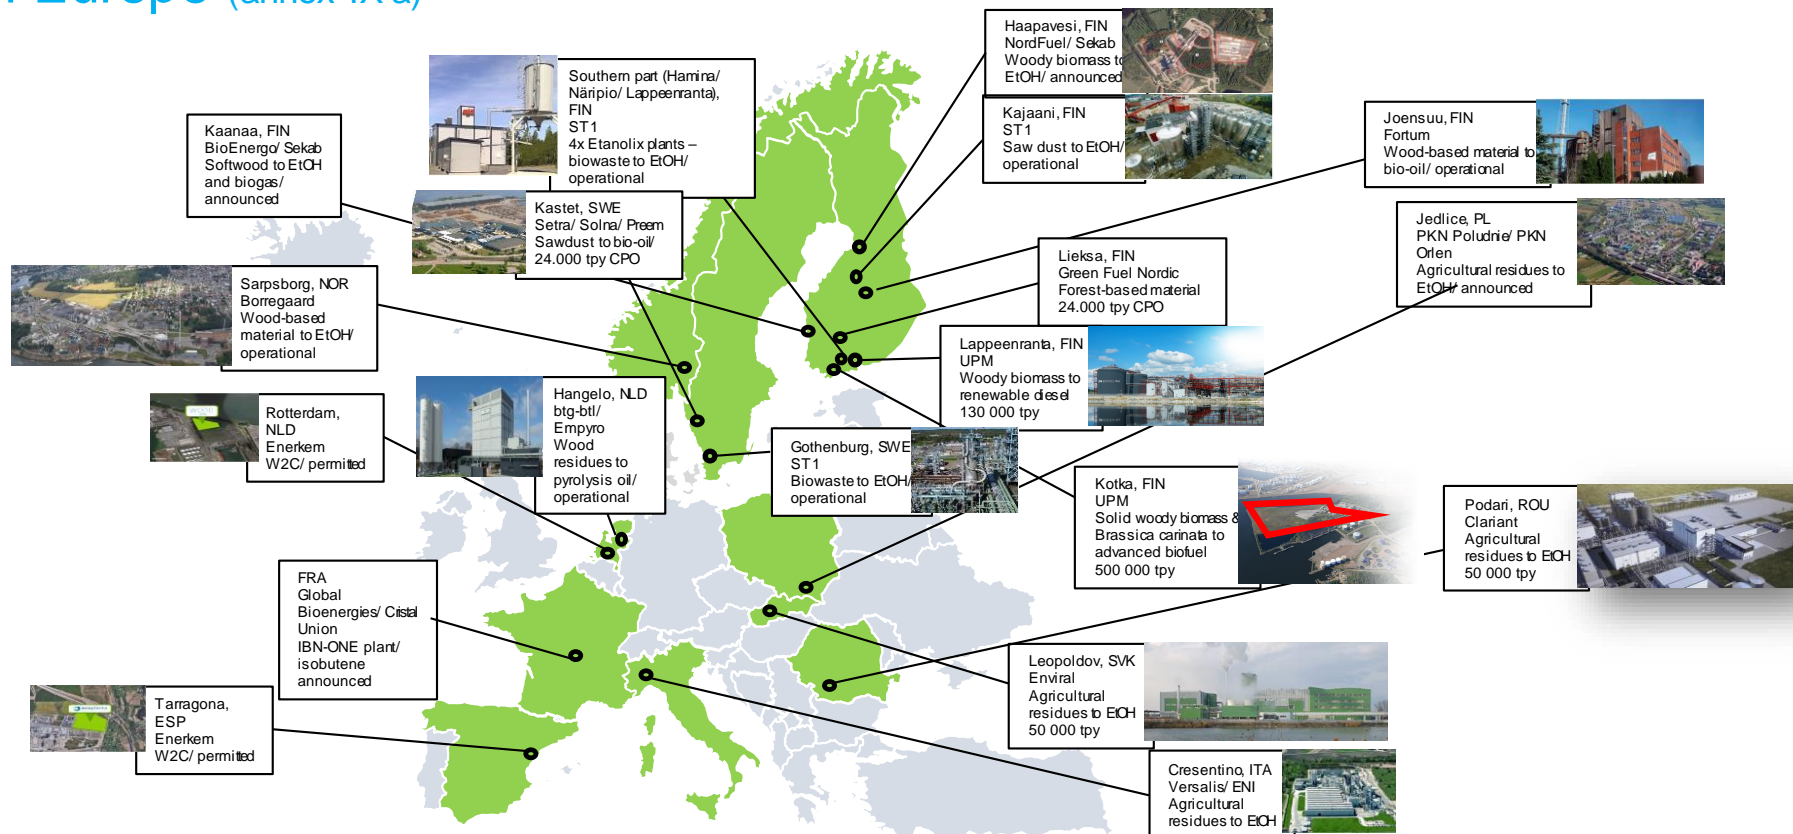 Europe (annex IX a)
Haapavesi, FIN
NordFuel/ Sekab
Woody biomass to
EtOH/ announced
Southern part (Hamina/
Näripio/ Lappeenranta),
FIN
ST1
4x Etanolix plants –
biowaste to EtOH/
operational
Kajaani, FIN
ST1
Saw dust to EtOH/
operational
Joensuu, FIN
Fortum
Wood-based material to
bio-oil/ operational
Kaanaa, FIN
BioEnergo/ Sekab
Softwood to EtOH
and biogas/
announced
Kastet, SWE
Setra/ Solna/ Preem
Sawdust to bio-oil/
24.000 tpy CPO
Jedlice, PL
PKN Poludnie/ PKN
Orlen
Agricultural residues to
EtOH/ announced
Lieksa, FIN
Green Fuel Nordic
Forest-based material
24.000 tpy CPO
Sarpsborg, NOR
Borregaard
Wood-based
material to EtOH/
operational
Lappeenranta, FIN
UPM
Woody biomass to
renewable diesel
130 000 tpy
Hangelo, NLD
btg-btl/
Empyro
Wood
residues to
pyrolysis oil/
operational
Rotterdam,
NLD
Enerkem
W2C/ permitted
Gothenburg, SWE
ST1
Biowaste to EtOH/
operational
Kotka, FIN
UPM
Solid woody biomass &
Brassica carinata to
advanced biofuel
500 000 tpy
Podari, ROU
Clariant
Agricultural
residues to EtOH
50 000 tpy
FRA
Global
Bioenergies/ Cristal
Union
IBN-ONE plant/
isobutene
announced
Leopoldov, SVK
Enviral
Agricultural
residues to EtOH
50 000 tpy
Tarragona,
ESP
Enerkem
W2C/ permitted
Cresentino, ITA
Versalis/ ENI
Agricultural
residues to EtOH